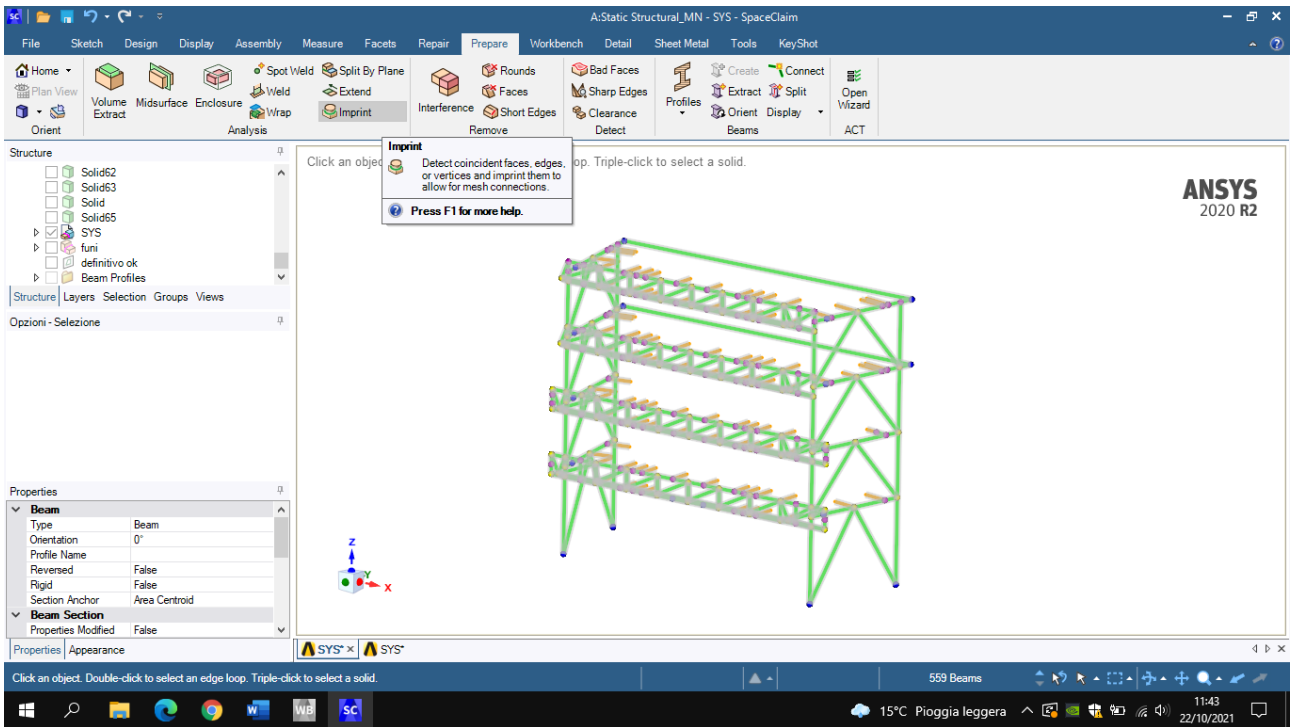 A:Static Structural_MN - SYS - SpaceClaim
File Sketch Design Display Assembly Measure Facets Repair Prepare Workbench Detail Sheet Metal Tools KeyShot
Home
Plan View
Orient
Volume Extract
Midsurface
Enclosure
Spot Weld
Weld
Wrap
Split By Plane
Extend
Imprint
Analysis
Interference
Rounds
Faces
Short Edges
Remove
Bad Faces
Sharp Edges
Clearance
Detect
Profiles
Create
Connect
Extract
Split
Orient
Display
Beams
Open Wizard
ACT
Imprint
Detect coincident faces, edges,
or vertices and imprint them to
allow for mesh connections.
Press F1 for more help.
Structure
Solid62
Solid63
Solid
Solid65
SYS
funi
definitivo ok
Beam Profiles
Structure Layers Selection Groups Views
Opzioni - Selezione
Properties
Beam
Type Beam
Orientation 0°
Profile Name
Reversed False
Rigid False
Section Anchor Area Centroid
Beam Section
Properties Modified False
Properties Appearance
Click an objec
op. Triple-click to select a solid.
ANSYS
2020 R2
Z
Y
X
SYS* SYS*
Click an object. Double-click to select an edge loop. Triple-click to select a solid.
559 Beams
W
WB
SC
15°C Pioggia leggera
11:43
22/10/2021